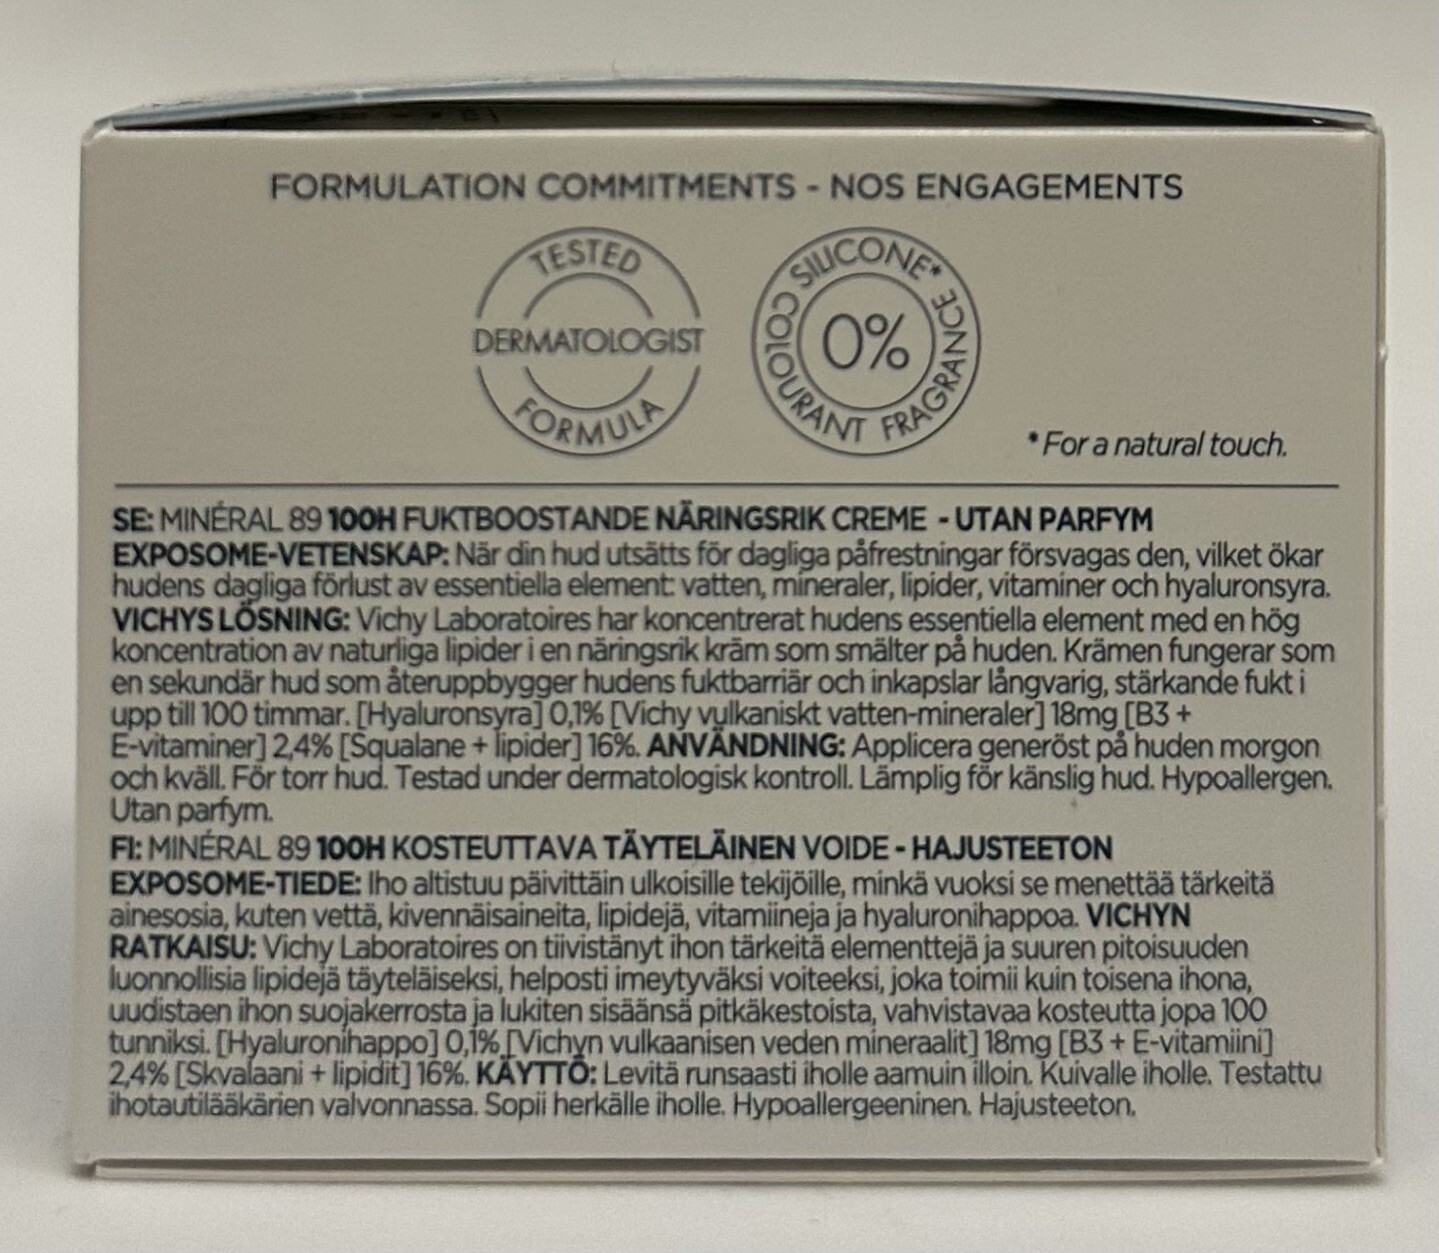 FORMULATION COMMITMENTS - NOS ENGAGEMENTS
TESTED
DERMATOLOGIST
FORMULA
SILICONE*
COLOURANT FRAGRANCE
0%
*For a natural touch.
SE: MINÉRAL 89 100H FUKTBOOSTANDE NÄRINGSRIK CREME - UTAN PARFYM
EXPOSOME-VETENSKAP: När din hud utsätts för dagliga påfrestningar försvagas den, vilket ökar
hudens dagliga förlust av essentiella element: vatten, mineraler, lipider, vitaminer och hyaluronsyra.
VICHYS LÖSNING: Vichy Laboratoires har koncentrerat hudens essentiella element med en hög
koncentration av naturliga lipider i en näringsrik kräm som smälter på huden. Krämen fungerar som
en sekundär hud som återuppbygger hudens fuktbarriär och inkapslar långvarig, stärkande fukt i
upp till 100 timmar. [Hyaluronsyra] 0,1% [Vichy vulkaniskt vatten-mineraler] 18mg [B3 +
E-vitaminer] 2,4% [Squalane + lipider] 16%. ANVÄNDNING: Applicera generöst på huden morgon
och kväll. För torr hud. Testad under dermatologisk kontroll. Lämplig för känslig hud. Hypoallergen.
Utan parfym.
FI: MINÉRAL 89 100H KOSTEUTTAVA TÄYTELÄINEN VOIDE - HAJUSTEETON
EXPOSOME-TIEDE: Iho altistuu päivittäin ulkoisille tekijöille, minkä vuoksi se menettää tärkeitä
ainesosia, kuten vettä, kivennäisaineita, lipidejä, vitamiineja ja hyaluronihappoa. VICHYN
RATKAISU: Vichy Laboratoires on tiivistänyt ihon tärkeitä elementtejä ja suuren pitoisuuden
luonnollisia lipidejä täyteläiseksi, helposti imeytyväksi voiteeksi, joka toimii kuin toisena ihona,
uudistaen ihon suojakerrosta ja lukiten sisäänsä pitkäkestoista, vahvistavaa kosteutta jopa 100
tunniksi. [Hyaluronihappo] 0,1% [Vichyn vulkaanisen veden mineraalit] 18mg [B3 + E-vitamiini]
2,4% [Skvalaani + lipidit] 16%. KÄYTTÖ: Levitä runsaasti iholle aamuin illoin. Kuivalle iholle. Testattu
ihotautilääkärien valvonnassa. Sopii herkälle iholle. Hypoallergeeninen. Hajusteeton.